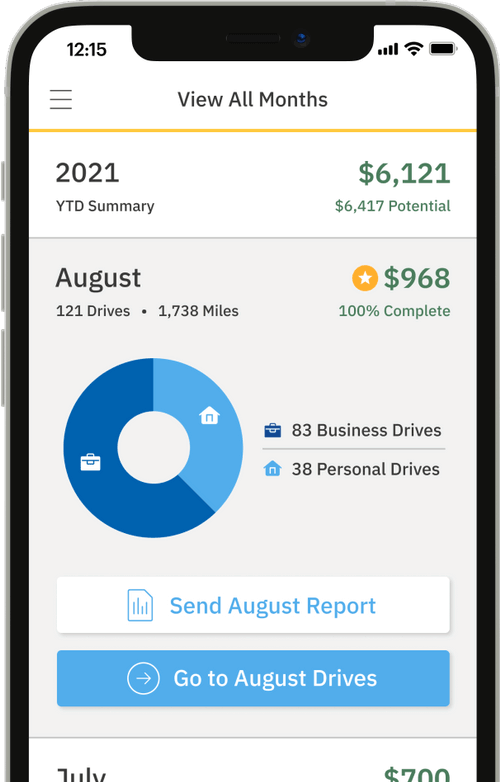 12:15
View All Months
2021
$6,121
YTD Summary
$6,417 Potential
August
$968
121 Drives • 1,738 Miles
100% Complete
83 Business Drives
38 Personal Drives
Send August Report
Go to August Drives
July
$700